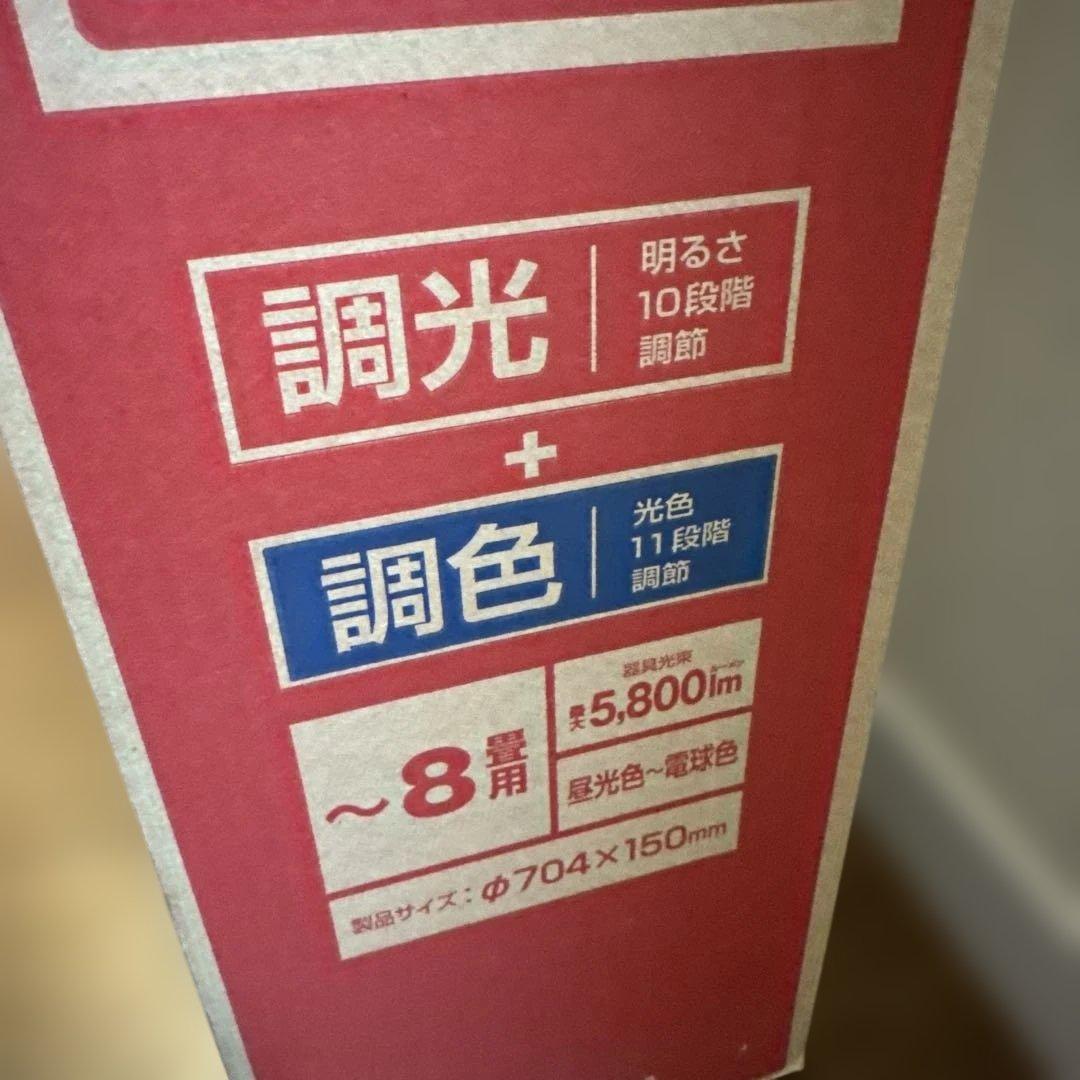 調光
明るさ
10段階
調節
+
調色
光色
11段階
調節
~8畳用
器具光束
最大5,800lm
ルーメン
昼光色~電球色
製品サイズ:φ704×150mm